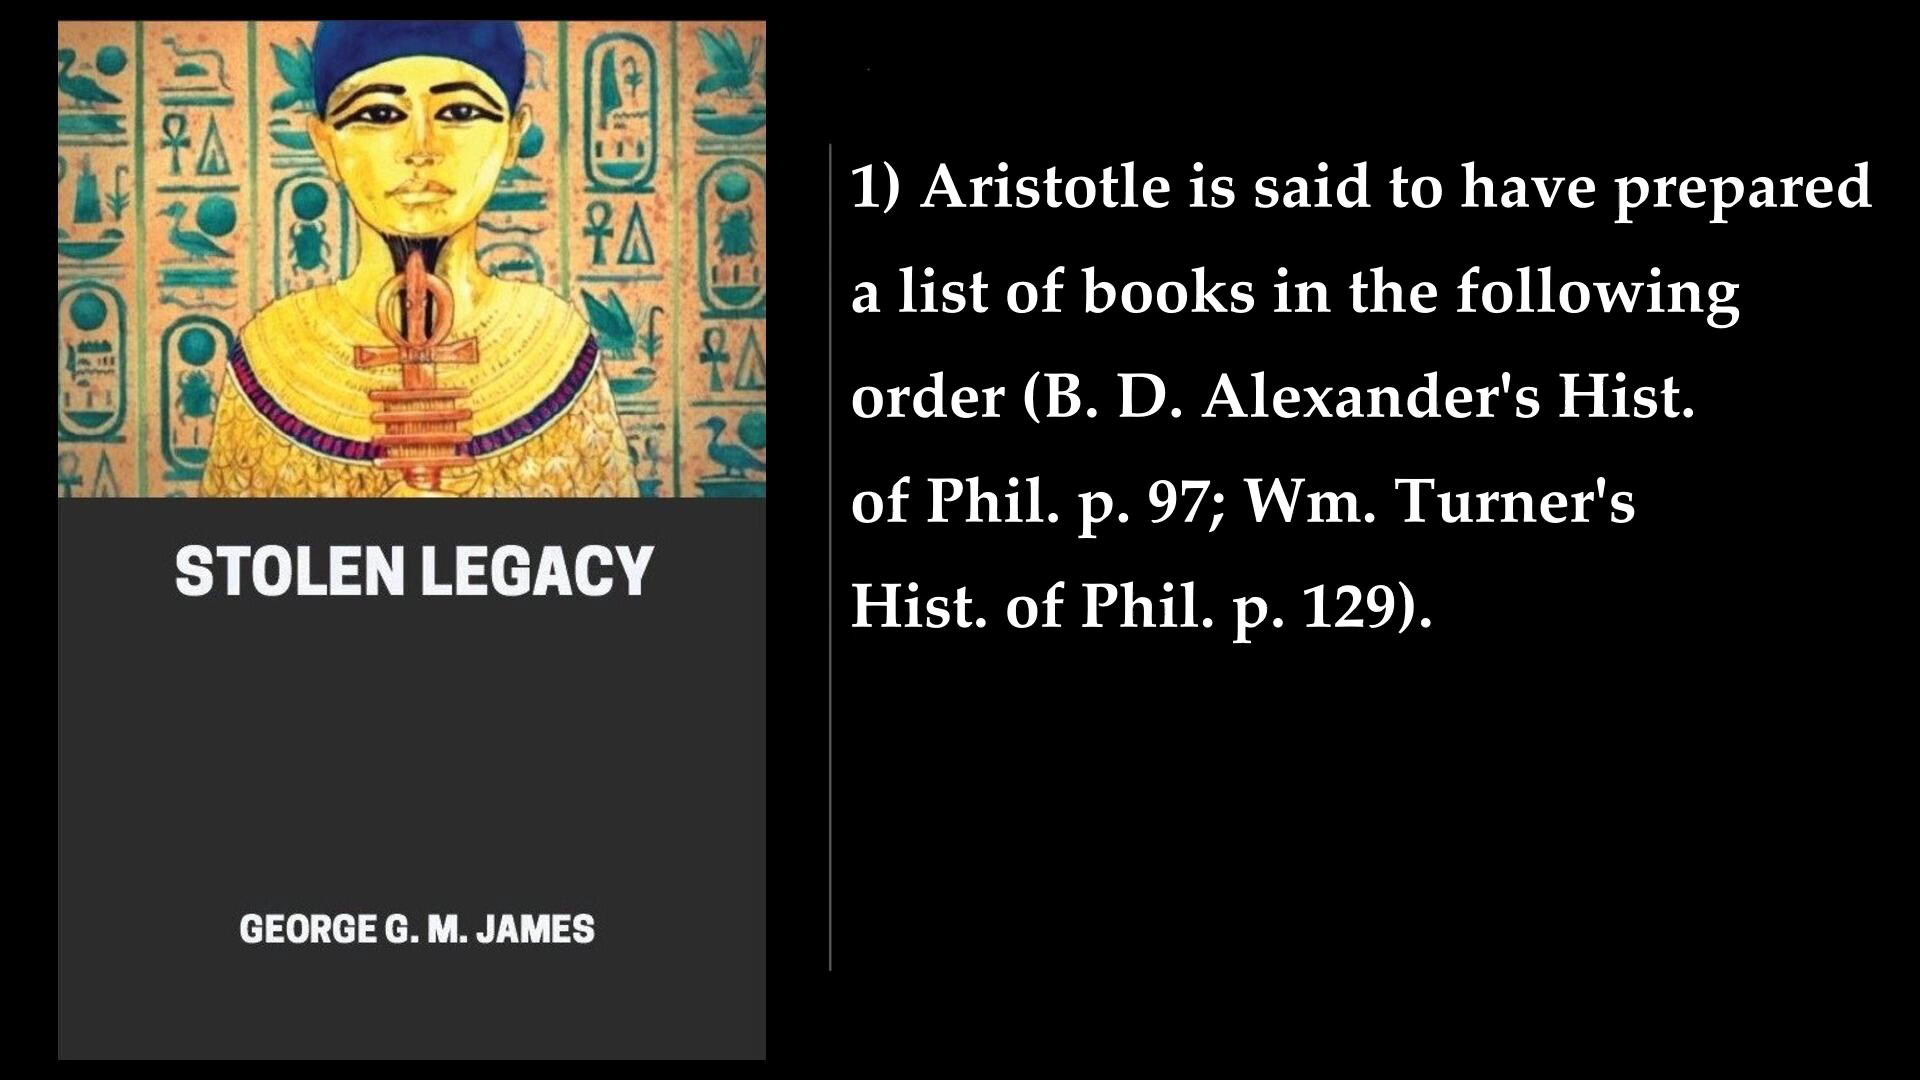 STOLEN LEGACY
GEORGE G. M. JAMES
1) Aristotle is said to have prepared
a list of books in the following
order (B. D. Alexander's Hist.
of Phil. p. 97; Wm. Turner's
Hist. of Phil. p. 129).